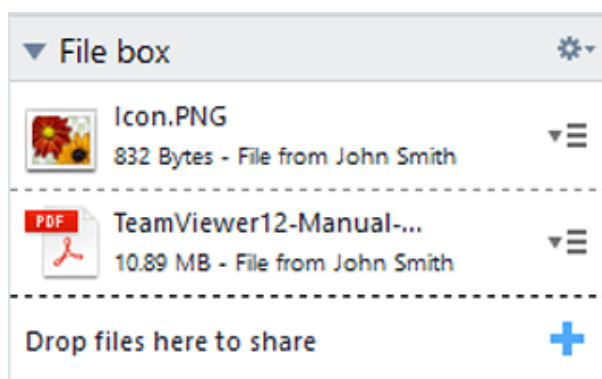 File box
Icon.PNG
832 Bytes - File from John Smith
PDF
TeamViewer12-Manual-...
10.89 MB - File from John Smith
Drop files here to share